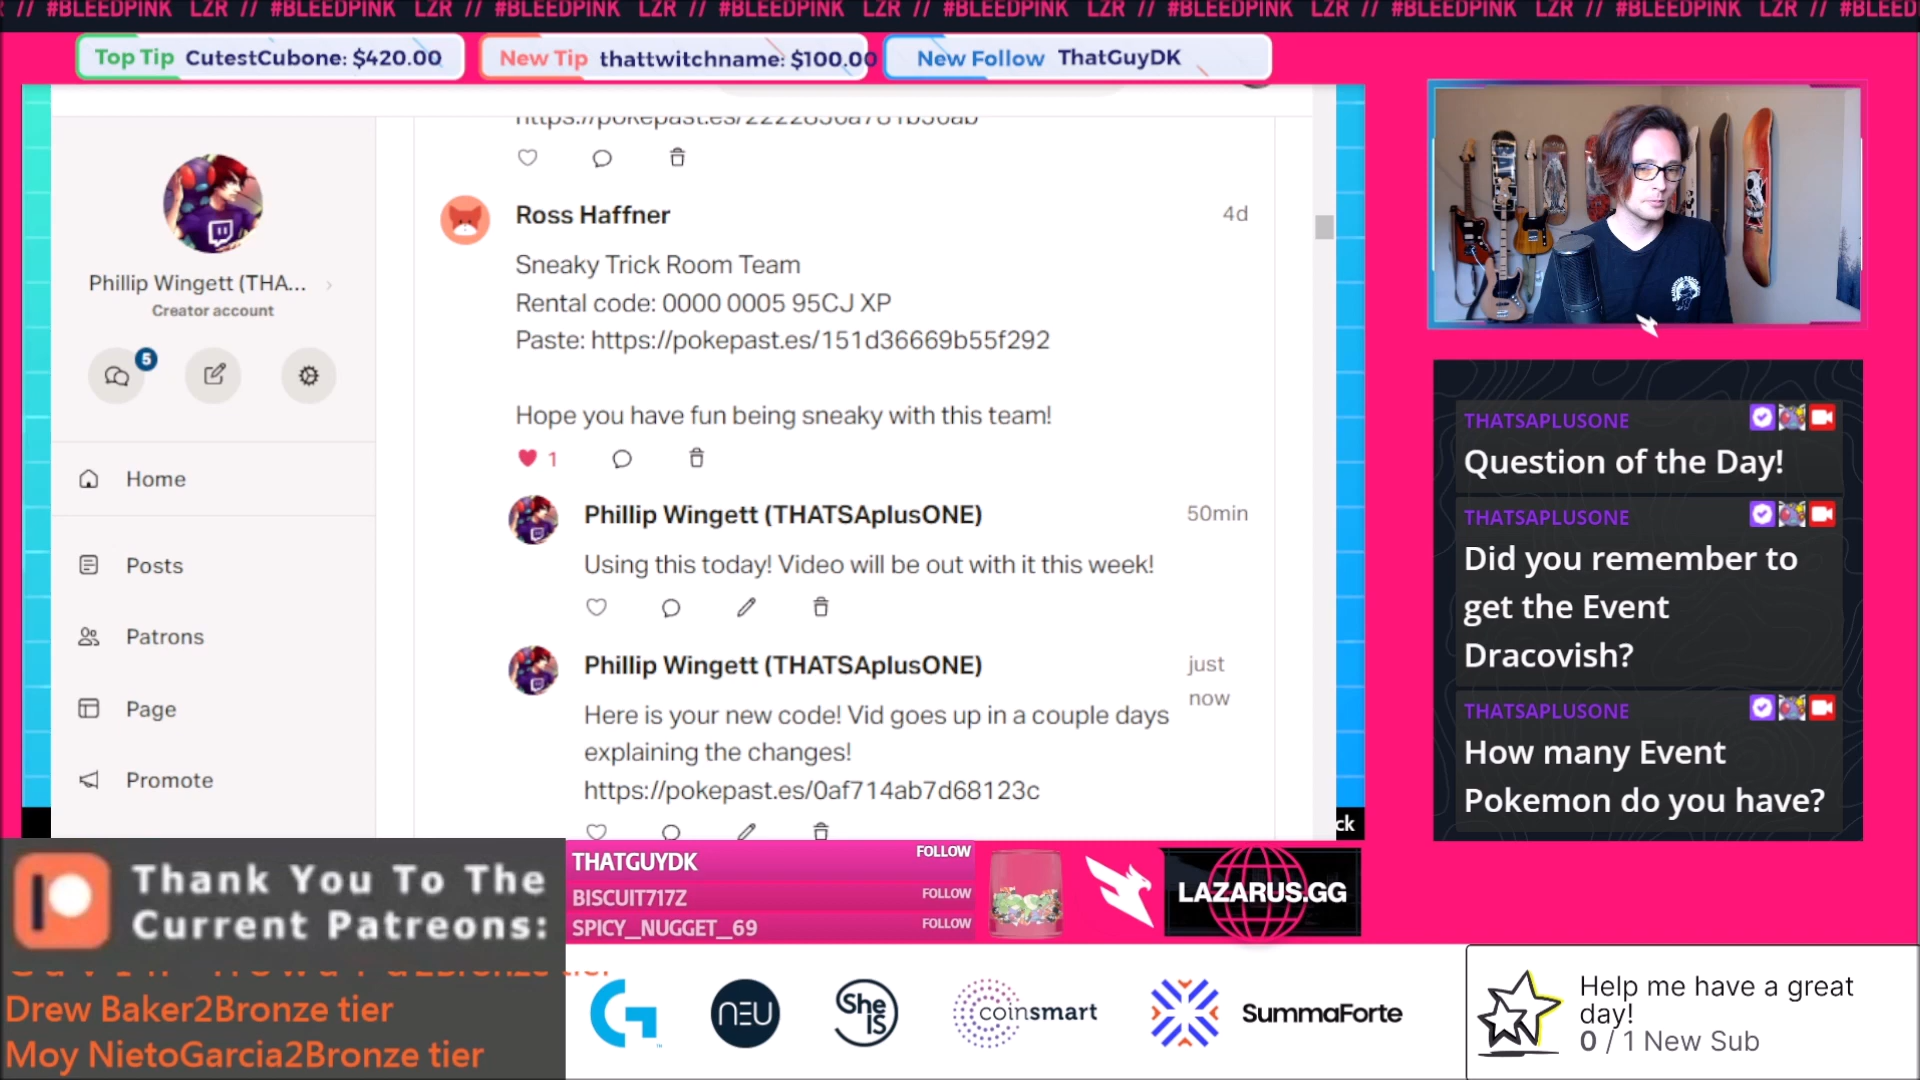 // #BLEEDPINK LZR // #BLEEDPINK LZR // #BLEEDPINK LZR // #BLEEDPINK LZR // #BLEEDPINK LZR // #BLEEDPINK LZR // #BLEEDPINK LZR // #BLEEDPINK LZR // #BLEED
Top Tip CutestCubone: $420.00
New Tip thattwitchname: $100.00
New Follow ThatGuyDK
Phillip Wingett (THA...
Creator account
5
Home
Posts
Patrons
Page
Promote
Ross Haffner
4d
Sneaky Trick Room Team
Rental code: 0000 0005 95CJ XP
Paste: https://pokepast.es/151d36669b55f292
Hope you have fun being sneaky with this team!
1
Phillip Wingett (THATSAplusONE)
50min
Using this today! Video will be out with it this week!
Phillip Wingett (THATSAplusONE)
just
now
Here is your new code! Vid goes up in a couple days
explaining the changes!
https://pokepast.es/0af714ab7d68123c
ck
THATSAPLUSONE
Question of the Day!
THATSAPLUSONE
Did you remember to
get the Event
Dracovish?
THATSAPLUSONE
How many Event
Pokemon do you have?
Thank You To The
Current Patreons:
Drew Baker2Bronze tier
Moy NietoGarcia2Bronze tier
THATGUYDK FOLLOW
BISCUIT717Z FOLLOW
SPICY_NUGGET_69 FOLLOW
LAZARUS.GG
G
NEU
She
IS
coinsmart
SummaForte
Help me have a great
day!
0 / 1 New Sub